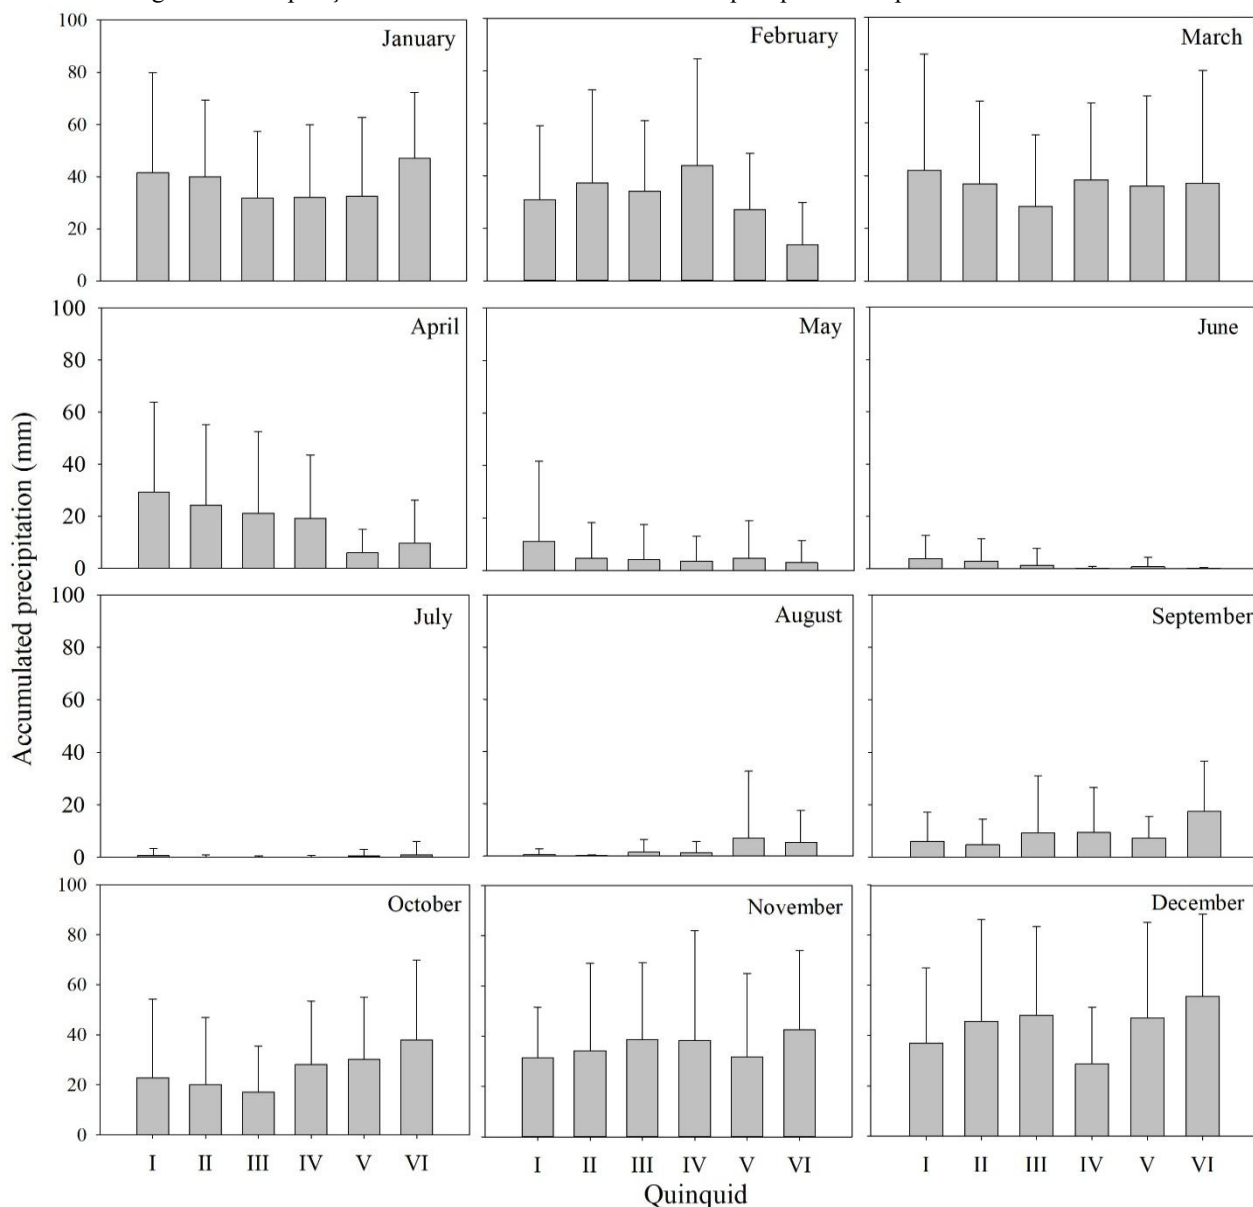 January
February
March
100
80
60
40
20
0
April
May
June
100
80
60
40
20
0
July
August
September
100
80
60
40
20
0
October
November
December
100
80
60
40
20
0
Accumulated precipitation (mm)
I II III IV V VI
I II III IV V VI
I II III IV V VI
Quinquid